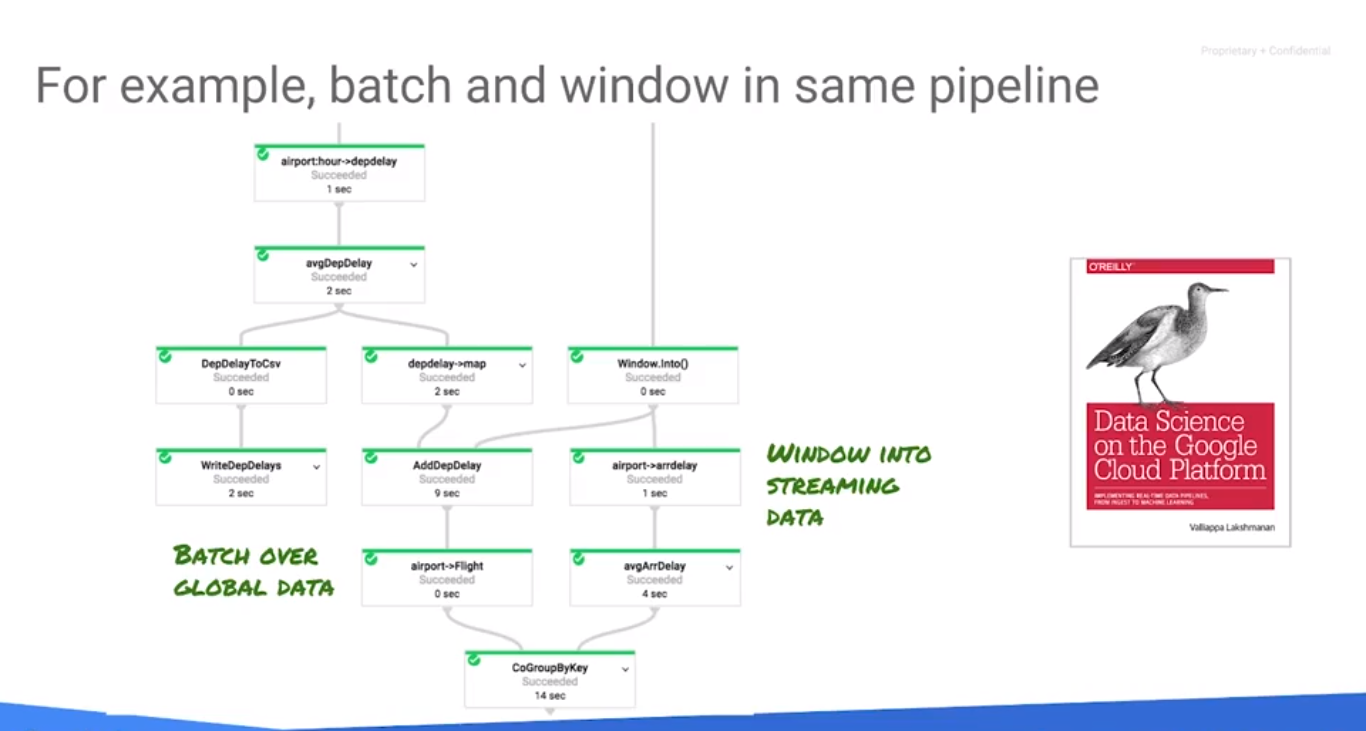 Proprietary + Confidential
For example, batch and window in same pipeline
airport:hour->depdelay
Succeeded
1 sec
avgDepDelay
Succeeded
2 sec
DepDelayToCsv
Succeeded
0 sec
depdelay->map
Succeeded
2 sec
Window.Into()
Succeeded
0 sec
WriteDepDelays
Succeeded
2 sec
AddDepDelay
Succeeded
9 sec
airport->arrdelay
Succeeded
1 sec
WINDOW INTO
STREAMING
DATA
BATCH OVER
GLOBAL DATA
airport->Flight
Succeeded
0 sec
avgArrDelay
Succeeded
4 sec
CoGroupByKey
Succeeded
14 sec
O'REILLY
Data Science
on the Google
Cloud Platform
IMPLEMENTING REAL-TIME DATA PIPELINES,
FROM INGEST TO MACHINE LEARNING
Valliappa Lakshmanan